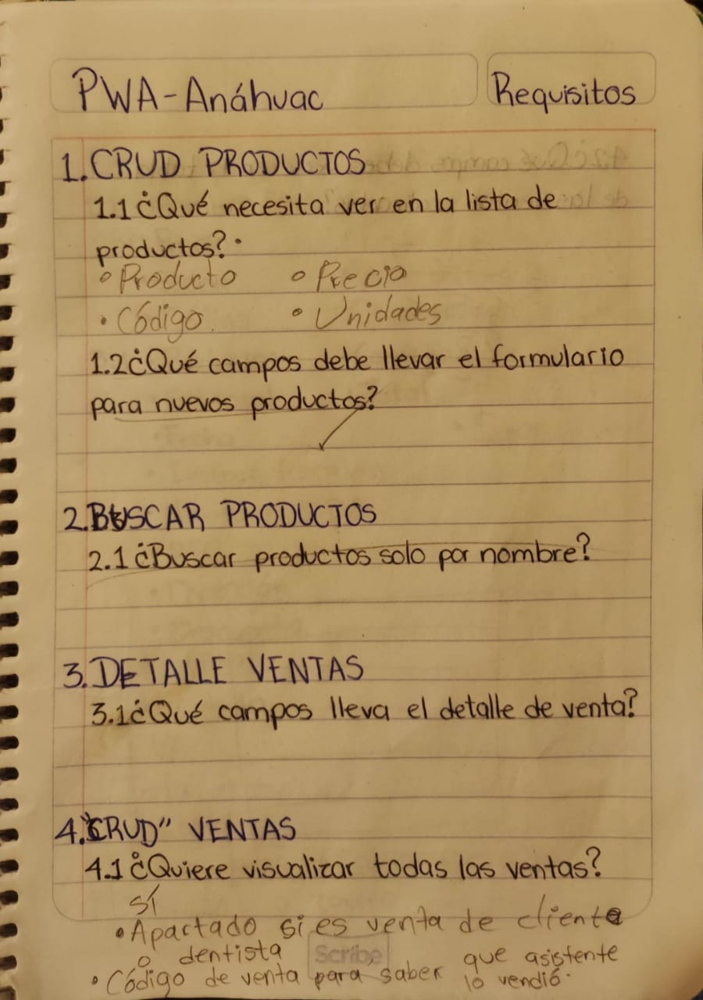 PWA-Anáhuac
Requisitos
1. CRUD PRODUCTOS
1.1 ¿Qué necesita ver en la lista de
productos?
• Producto • Precio
• Código • Unidades
1.2 ¿Qué campos debe llevar el formulario
para nuevos productos?
2. BUSCAR PRODUCTOS
2.1 ¿Buscar productos solo por nombre?
3. DETALLE VENTAS
3.1 ¿Qué campos lleva el detalle de venta?
4. "CRUD" VENTAS
4.1 ¿Quiere visualizar todas las ventas?
SÍ
• Apartado si es venta de cliente
o dentista
Scribe
• Código de venta para saber que asistente
lo vendió.